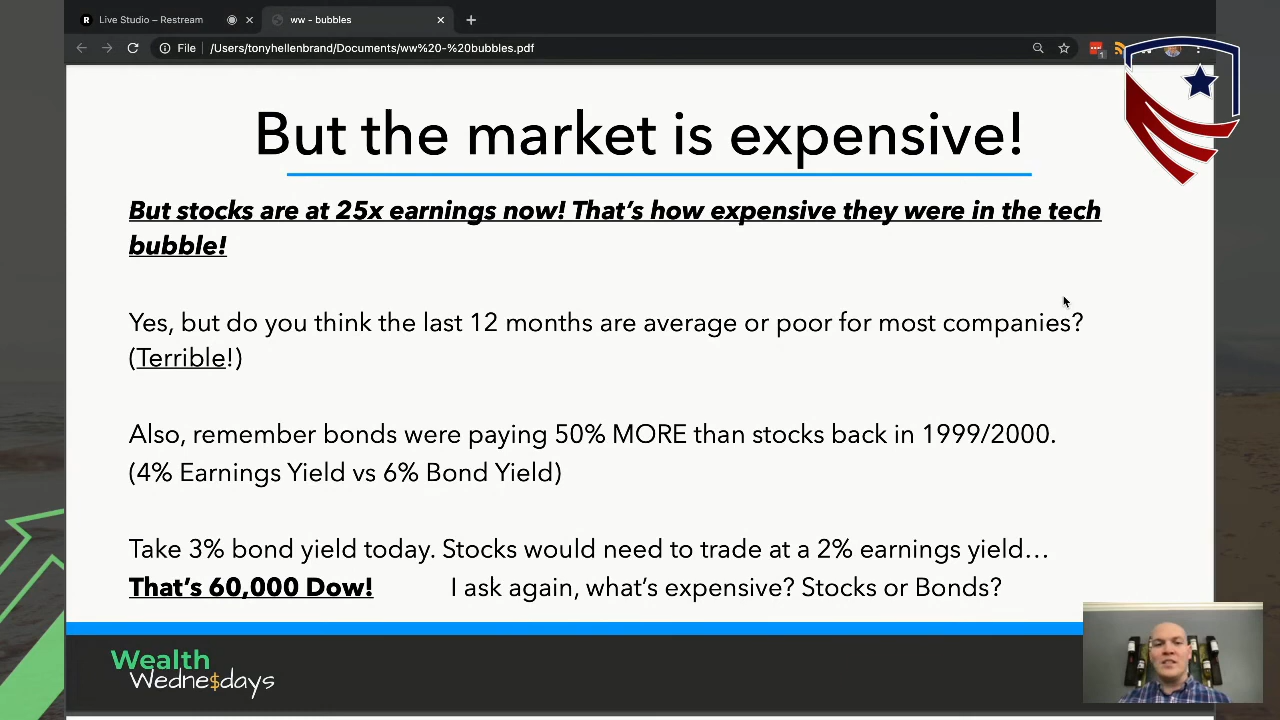 Live Studio – Restream
ww - bubbles
File /Users/tonyhellenbrand/Documents/ww%20-%20bubbles.pdf
1
But the market is expensive!
But stocks are at 25x earnings now! That's how expensive they were in the tech
bubble!
Yes, but do you think the last 12 months are average or poor for most companies?
(Terrible!)
Also, remember bonds were paying 50% MORE than stocks back in 1999/2000.
(4% Earnings Yield vs 6% Bond Yield)
Take 3% bond yield today. Stocks would need to trade at a 2% earnings yield…
That's 60,000 Dow! I ask again, what's expensive? Stocks or Bonds?
Wealth
Wedne$days